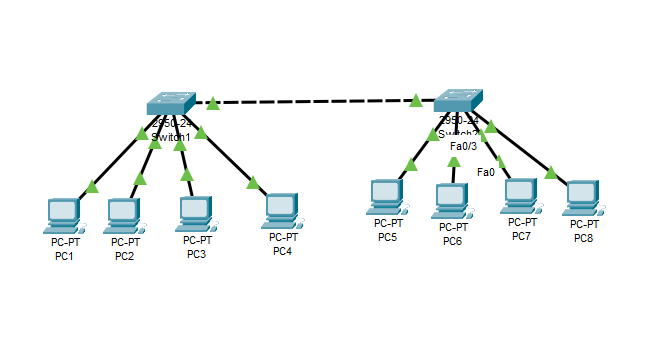 2950-24
Switch1
2950-24
Switch2
Fa0/3
Fa0
PC-PT
PC1
PC-PT
PC2
PC-PT
PC3
PC-PT
PC4
PC-PT
PC5
PC-PT
PC6
PC-PT
PC7
PC-PT
PC8